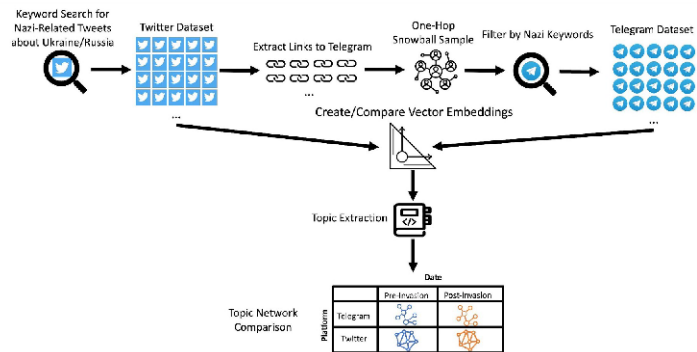 Keyword Search for
Nazi-Related Tweets
about Ukraine/Russia
Twitter Dataset
...
Extract Links to Telegram
...
One-Hop
Snowball Sample
Filter by Nazi Keywords
Telegram Dataset
...
Create/Compare Vector Embeddings
Topic Extraction
</>
Topic Network
Comparison
Date
Pre-Invasion
Post-Invasion
Platform
Telegram
Twitter